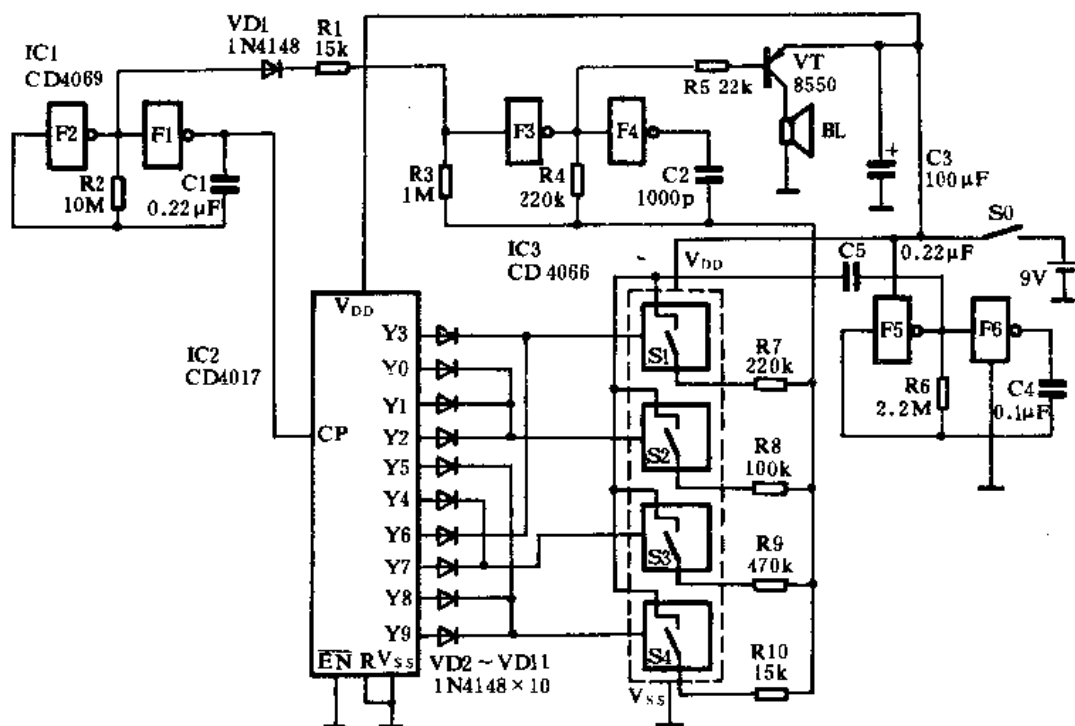 VD1
1N4148
R1
15k
IC1
CD4069
F2
F1
R2
10M
C1
0.22μF
R3
1M
F3
R4
220k
F4
C2
1000p
R5 22k
VT
8550
BL
C3
100μF
S0
9V
IC3
CD4066
VDD
C5
0.22μF
F5
F6
R6
2.2M
C4
0.1μF
IC2
CD4017
VDD
CP
Y3
Y0
Y1
Y2
Y5
Y4
Y6
Y7
Y8
Y9
EN
R
VSS
VD2~VD11
1N4148×10
S1
S2
S3
S4
VSS
R7
220k
R8
100k
R9
470k
R10
15k